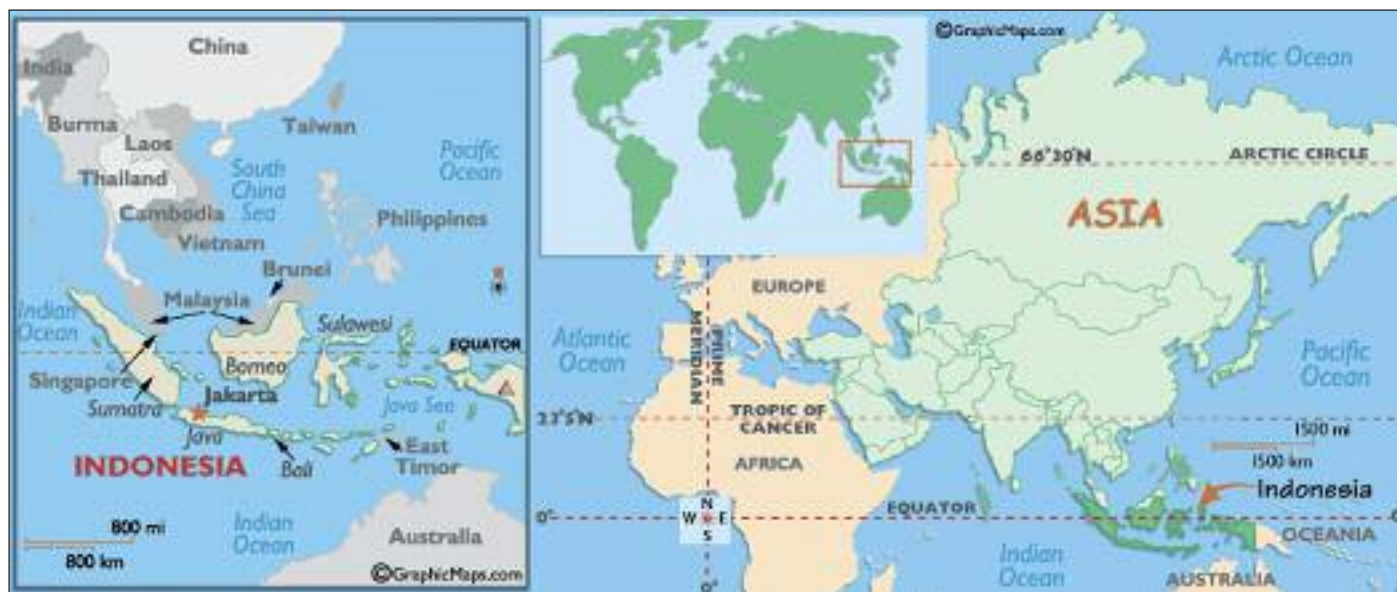 China
India
Burma
Taiwan
Laos
Pacific
Ocean
South
China
Sea
Thailand
Cambodia
Philippines
Vietnam
Brunei
Malaysia
Indian
Ocean
Sulawesi
EQUATOR
Borneo
Singapore
Jakarta
Sumatra
Java Sea
Java
East
Timor
INDONESIA
Bali
800 mi
800 km
Indian
Ocean
Australia
©GraphicMaps.com
©GraphicMaps.com
Arctic Ocean
66°30'N
ARCTIC CIRCLE
ASIA
EUROPE
Atlantic
Ocean
PRIME
MERIDIAN
Pacific
Ocean
23°5'N
TROPIC OF
CANCER
AFRICA
1500 mi
1500 km
Indonesia
EQUATOR
0°
N
W E
S
0
OCEANIA
Indian
Ocean
AUSTRALIA
0°